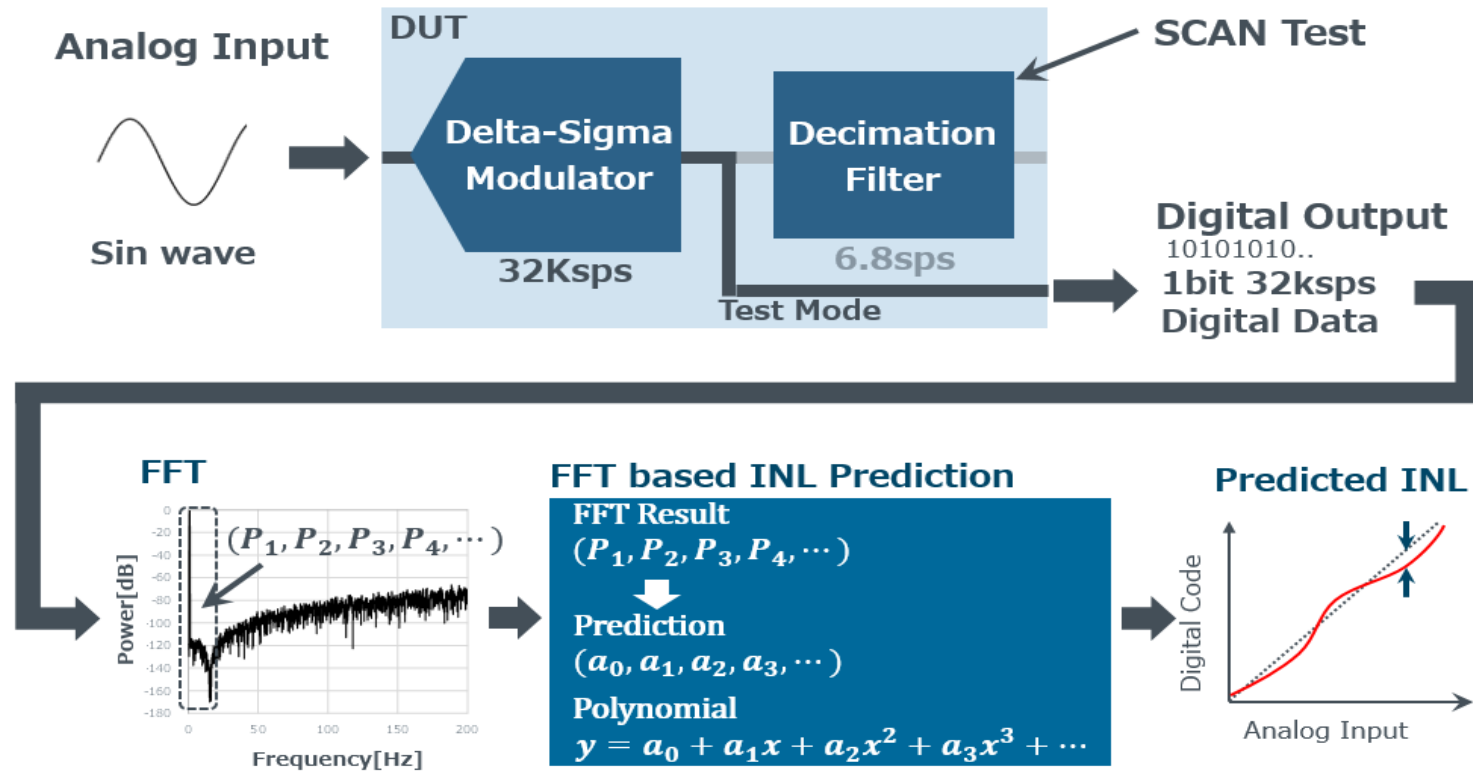 Analog Input
Sin wave
DUT
Delta-Sigma
Modulator
32Ksps
Decimation
Filter
6.8sps
Test Mode
SCAN Test
Digital Output
10101010..
1bit 32ksps
Digital Data
FFT
(P₁, P₂, P₃, P₄, ⋯)
Power[dB]
0
-20
-40
-60
-80
-100
-120
-140
-160
-180
0
50
100
150
200
Frequency[Hz]
FFT based INL Prediction
FFT Result
(P₁, P₂, P₃, P₄, ⋯)
Prediction
(a₀, a₁, a₂, a₃, ⋯)
Polynomial
y = a₀ + a₁x + a₂x² + a₃x³ + ⋯
Predicted INL
Digital Code
Analog Input